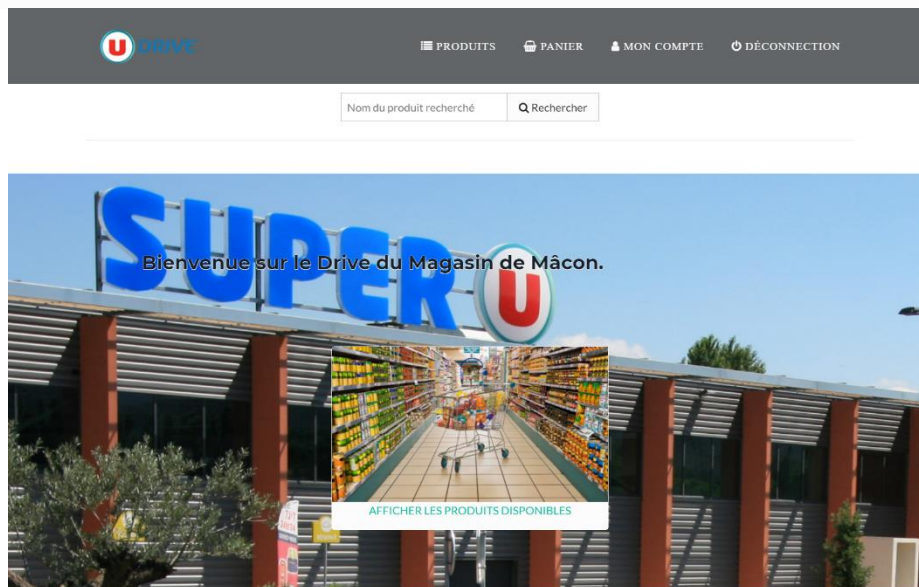 U DRIVE
PRODUITS
PANIER
MON COMPTE
DÉCONNECTION
Nom du produit recherché
Rechercher
SUPER U
Bienvenue sur le Drive du Magasin de Mâcon.
AFFICHER LES PRODUITS DISPONIBLES